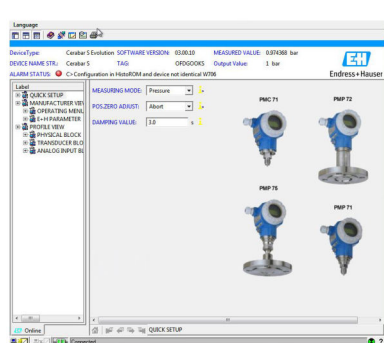 Language
DeviceType: Cerabar S Evolution SOFTWARE VERSION: 03.00.10 MEASURED VALUE: 0.974368 bar
DEVICE NAME STR.: Cerabar S TAG: OFDGOOKS Output Value: 1 bar
ALARM STATUS: C> Configuration in HistoROM and device not identical W706
EH
Endress+Hauser
Label
QUICK SETUP
MANUFACTURER VIEW
OPERATING MENU
E+H PARAMETER
PROFILE VIEW
PHYSICAL BLOCK
TRANSDUCER BLO
ANALOG INPUT BL
MEASURING MODE: Pressure
POS.ZERO ADJUST: Abort
DAMPING VALUE: 3.0 s
PMC 71
PMP 72
PMP 75
PMP 71
Online
QUICK SETUP
Connected